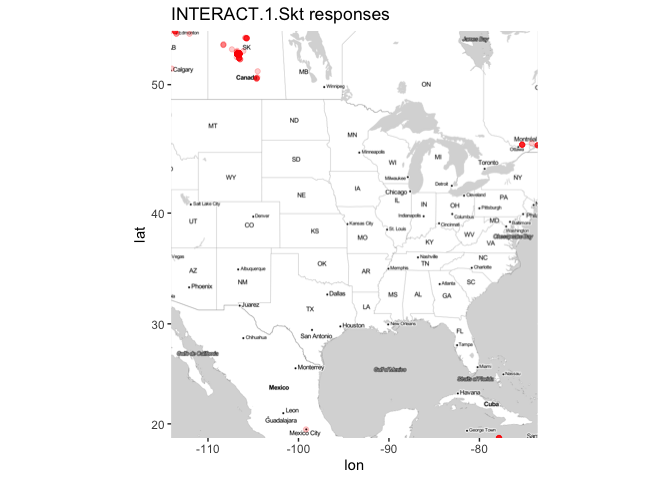 INTERACT.1.Skt responses
Edmonton
James Bay
B
SK
Calgary
Canada
MB
ON
50
Winnipeg
Montréal
Ottawa
ND
MN
MT
Minneapolis
Toronto
SD
WI
MI
NY
WY
Milwaukee
Detroit
IA
Chicago
Cleveland
PA
Salt Lake City
NE
IL
IN
OH
Pittsburgh
40
Denver
Indianapolis
Columbus
MD
Baltimore
UT
CO
Kansas City
St. Louis
Cincinnati
Washington
KS
MO
WV
Chesapeake Bay
KY
VA
Vegas
Nashville
NC
OK
TN
AZ
Albuquerque
AR
Memphis
Charlotte
NM
SC
Phoenix
Dallas
MS
AL
Atlanta
GA
Juarez
LA
TX
30
Houston
New Orleans
San Antonio
FL
Chihuahua
Tampa
Golfo de California
Monterrey
Gulf of Mexico
Miami
Nassau
Straits of Florida
Mexico
Havana
Cuba
Leon
Guadalajara
20
Mexico City
George Town
San
-110
-100
-90
-80
lon
lat